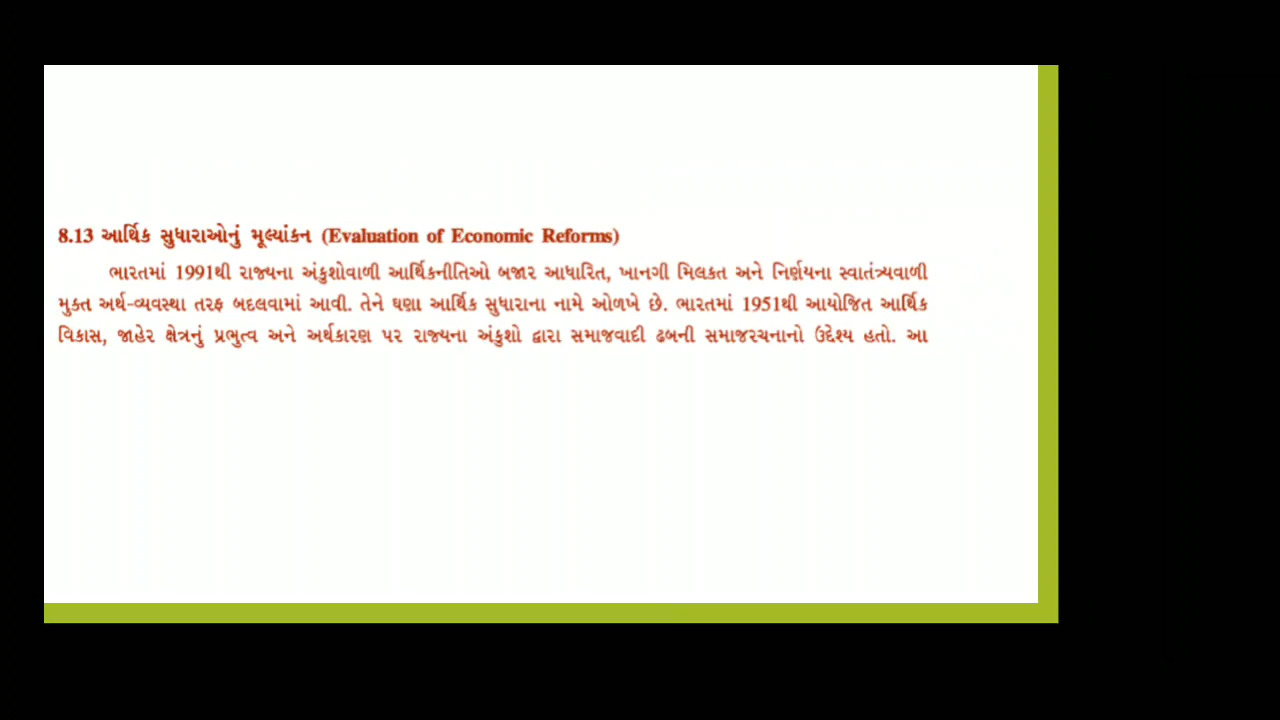 8.13 આર્થિક સુધારાઓનું મૂલ્યાંકન (Evaluation of Economic Reforms)
ભારતમાં 1991થી રાજ્યના અંકુશોવાળી આર્થિકનીતિઓ બજાર આધારિત, ખાનગી મિલકત અને નિર્ણયના સ્વાતંત્ર્યવાળી
મુક્ત અર્થ-વ્યવસ્થા તરફ બદલવામાં આવી. તેને ઘણા આર્થિક સુધારાના નામે ઓળખે છે. ભારતમાં 1951થી આયોજિત આર્થિક
વિકાસ, જાહેર ક્ષેત્રનું પ્રભુત્વ અને અર્થકારણ પર રાજ્યના અંકુશો દ્વારા સમાજવાદી ઢબની સમાજરચનાનો ઉદ્દેશ્ય હતો. આ